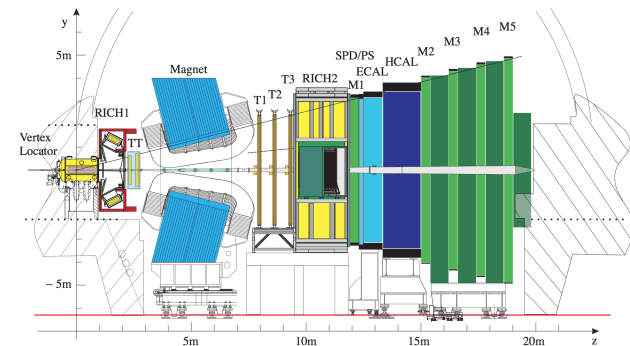 y
5m
Magnet
RICH1
TT
Vertex
Locator
T1
T2
T3
RICH2
M1
SPD/PS
ECAL
HCAL
M2
M3
M4
M5
− 5m
5m
10m
15m
20m
z